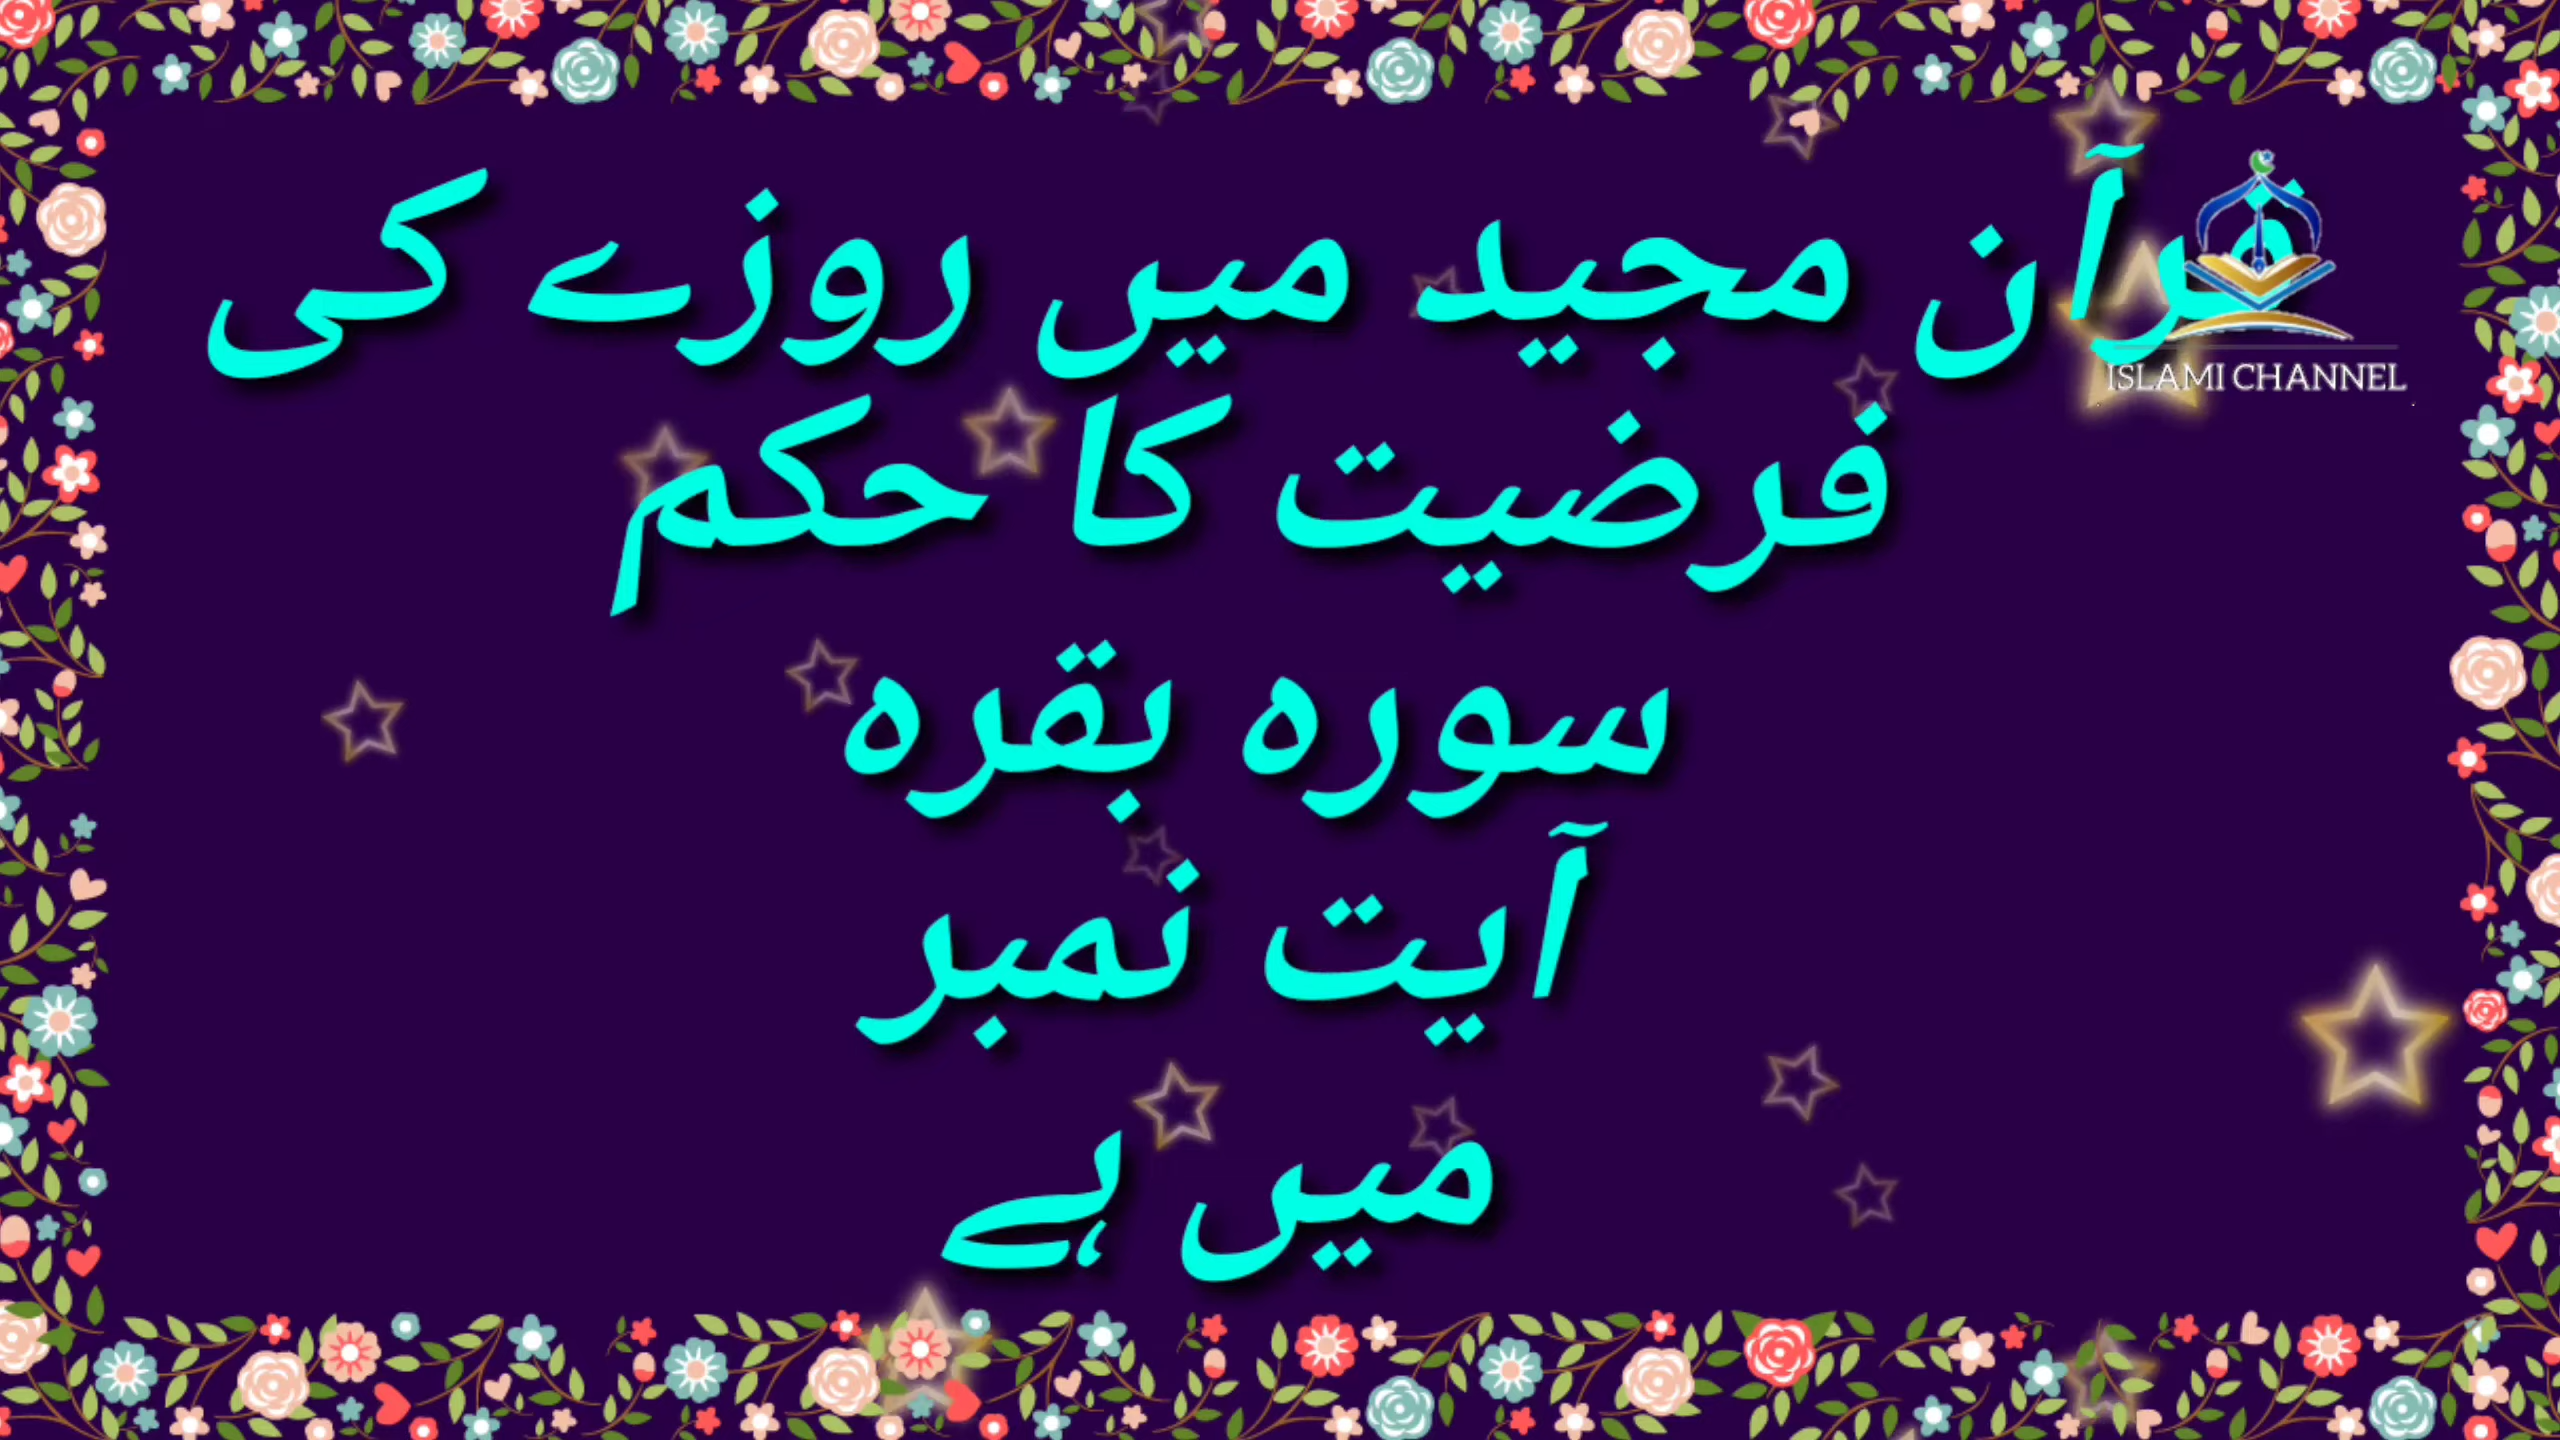 قرآن مجید میں روزے کی
ISLAMI CHANNEL
فرضیت کا حکم
سورہ بقرہ
آیت نمبر
میں ہے